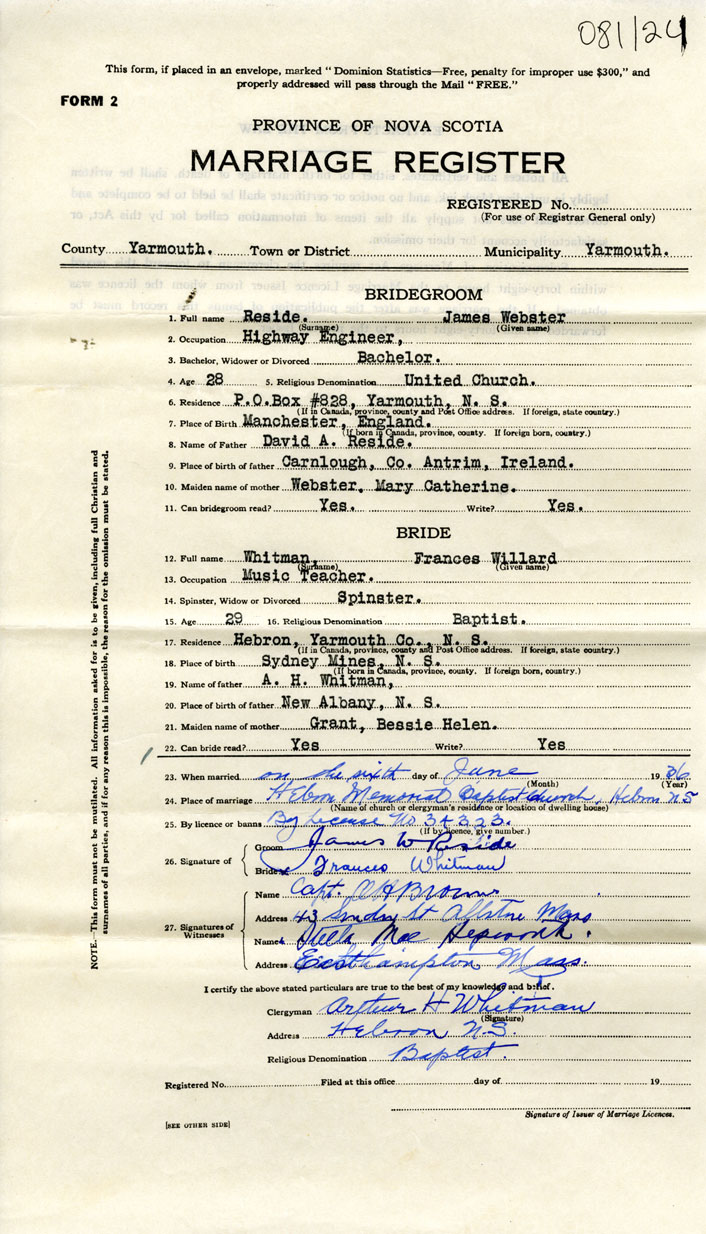 081124
This form, if placed in an envelope, marked "Dominion Statistics—Free, penalty for improper use $300," and
properly addressed will pass through the Mail "FREE."
FORM 2
PROVINCE OF NOVA SCOTIA
MARRIAGE REGISTER
REGISTERED No.
(For use of Registrar General only)
County Yarmouth. Town or District Municipality Yarmouth.
BRIDEGROOM
1. Full name Reside. James Webster
(Surname) (Given name)
2. Occupation Highway Engineer,
3. Bachelor, Widower or Divorced Bachelor.
4. Age 28 5. Religious Denomination United Church.
6. Residence P.O.Box #828, Yarmouth, N. S.
(If in Canada, province, county and Post Office address. If foreign, state country.)
7. Place of Birth Manchester, England.
(If born in Canada, province, county. If foreign born, country.)
8. Name of Father David A. Reside.
9. Place of birth of father Carnlough, Co. Antrim, Ireland.
10. Maiden name of mother Webster, Mary Catherine.
11. Can bridegroom read? Yes. Write? Yes.
BRIDE
12. Full name Whitman, Frances Willard
(Surname) (Given name)
13. Occupation Music Teacher.
14. Spinster, Widow or Divorced Spinster.
15. Age 29 16. Religious Denomination Baptist.
17. Residence Hebron, Yarmouth Co., N. S.
(If in Canada, province, county and Post Office address. If foreign, state country.)
18. Place of birth Sydney Mines, N. S.
(If born in Canada, province, county. If foreign born, country.)
19. Name of father A. H. Whitman,
20. Place of birth of father New Albany, N. S.
21. Maiden name of mother Grant, Bessie Helen.
22. Can bride read? Yes Write? Yes
23. When married on the sixth day of June 1936
(Month) (Year)
24. Place of marriage Hebron Memorial Baptist church, Hebron N.S
(Name of church or clergyman's residence or location of dwelling house)
25. By licence or banns By License No 34323.
(If by licence, give number.)
26. Signature of
Groom James W Reside
Bride Frances Whitman
27. Signatures of Witnesses
Name Capt. Brown
Address 43 St Allston Mass
Name Mae
Address Easthampton Mass.
I certify the above stated particulars are true to the best of my knowledge and belief.
Clergyman Arthur H Whitman
(Signature)
Address Hebron N.S.
Religious Denomination Baptist.
Registered No. Filed at this office day of 19
Signature of Issuer of Marriage Licences.
[SEE OTHER SIDE]
NOTE.—This form must not be mutilated. All information asked for is to be given, including full Christian and
surnames of all parties, and if for any reason this is impossible, the reason for the omission must be stated.